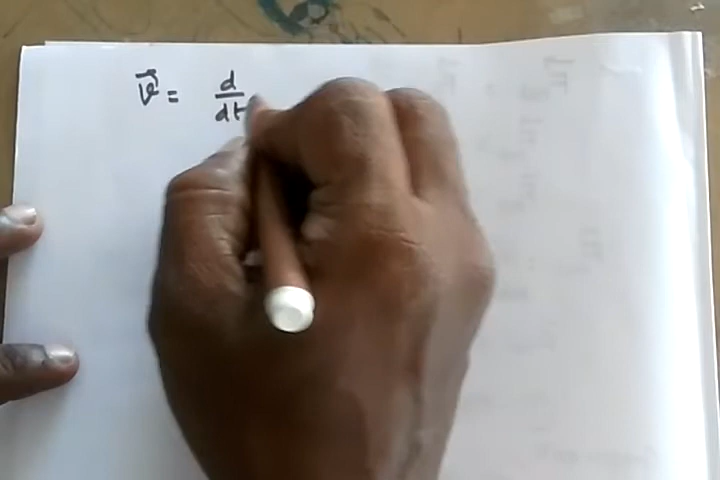 v⃗ = d/dt